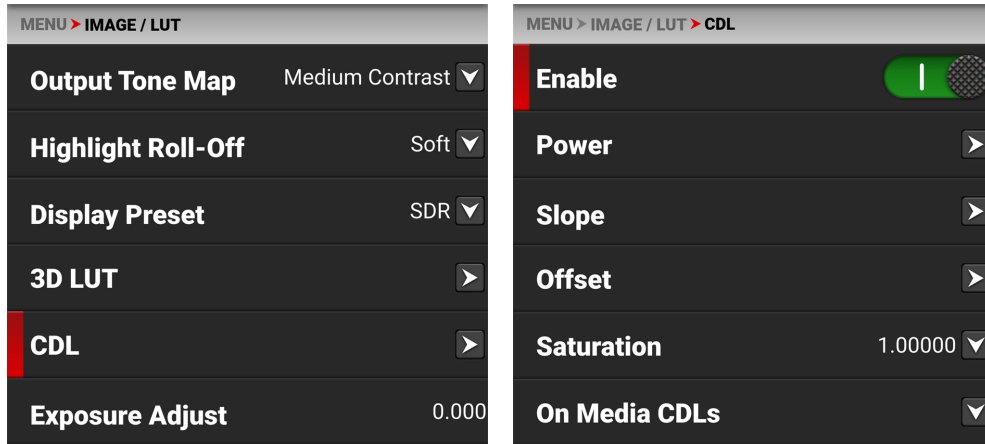 MENU > IMAGE / LUT
Output Tone Map Medium Contrast
Highlight Roll-Off Soft
Display Preset SDR
3D LUT
CDL
Exposure Adjust 0.000
MENU > IMAGE / LUT > CDL
Enable
Power
Slope
Offset
Saturation 1.00000
On Media CDLs